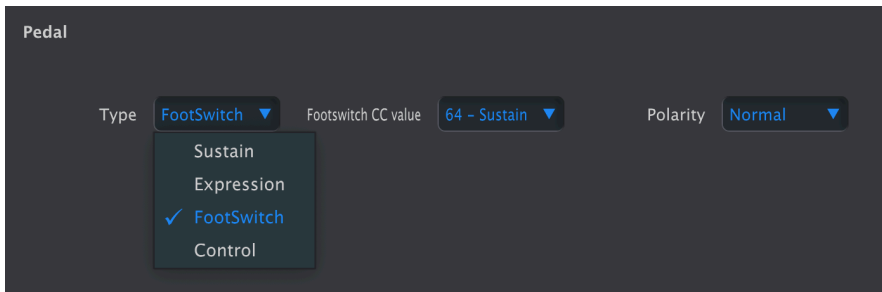 Pedal
Type FootSwitch Footswitch CC value 64 – Sustain Polarity Normal
Sustain
Expression
FootSwitch
Control